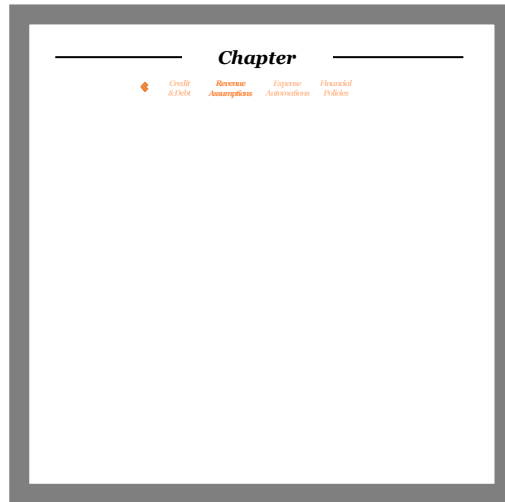 Chapter
Credit Revenue Expense Financial
& Debt Assumptions Automations Policies